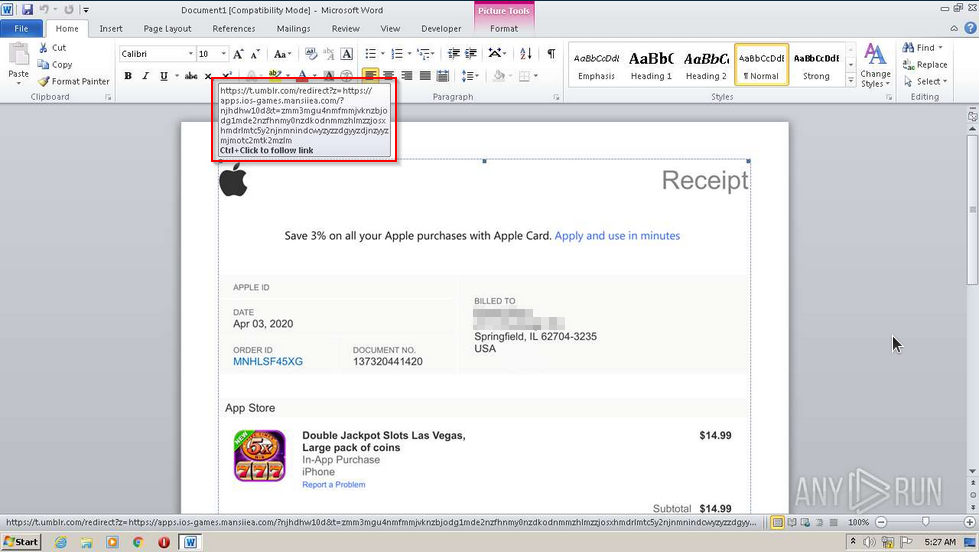 Document1 [Compatibility Mode] - Microsoft Word
Picture Tools
File Home Insert Page Layout References Mailings Review View Developer Format
Paste
Cut
Copy
Format Painter
Clipboard
Calibri 10
Paragraph
AaBbCcDdI AaBbC AaBbCc AaBbCcDdI AaBbCcDdI
Emphasis Heading 1 Heading 2 ¶ Normal Strong
Styles
Change
Styles
Find
Replace
Select
Editing
https://t.umblr.com/redirect?z=https://
apps.ios-games.mansiiea.com/?
njhdhw10d&t=zmm3mgu4nmfmmjvknzbjo
dg1mde2nzfhnmy0nzdkodnmmzhlmzzjosx
hmdrlmtc5y2njnmnindcwyzyzzdgyyzdjnzyyz
mjmotc2mtk2mzlm
Ctrl+Click to follow link
Receipt
Save 3% on all your Apple purchases with Apple Card. Apply and use in minutes
APPLE ID
DATE
Apr 03, 2020
ORDER ID
MNHLSF45XG
DOCUMENT NO.
137320441420
BILLED TO
Springfield, IL 62704-3235
USA
App Store
NEW
5x
777
Double Jackpot Slots Las Vegas,
Large pack of coins
In-App Purchase
iPhone
Report a Problem
$14.99
Subtotal $14.99
ANY RUN
https://t.umblr.com/redirect?z=https://apps.ios-games.mansiiea.com/?njhdhw10d&t=zmm3mgu4nmfmmjvknzbjodg1mde2nzfhnmy0nzdkodnmmzhlmzzjosxhmdrlmtc5y2njnmnindcwyzyzzdgyy...
100%
Start
5:27 AM